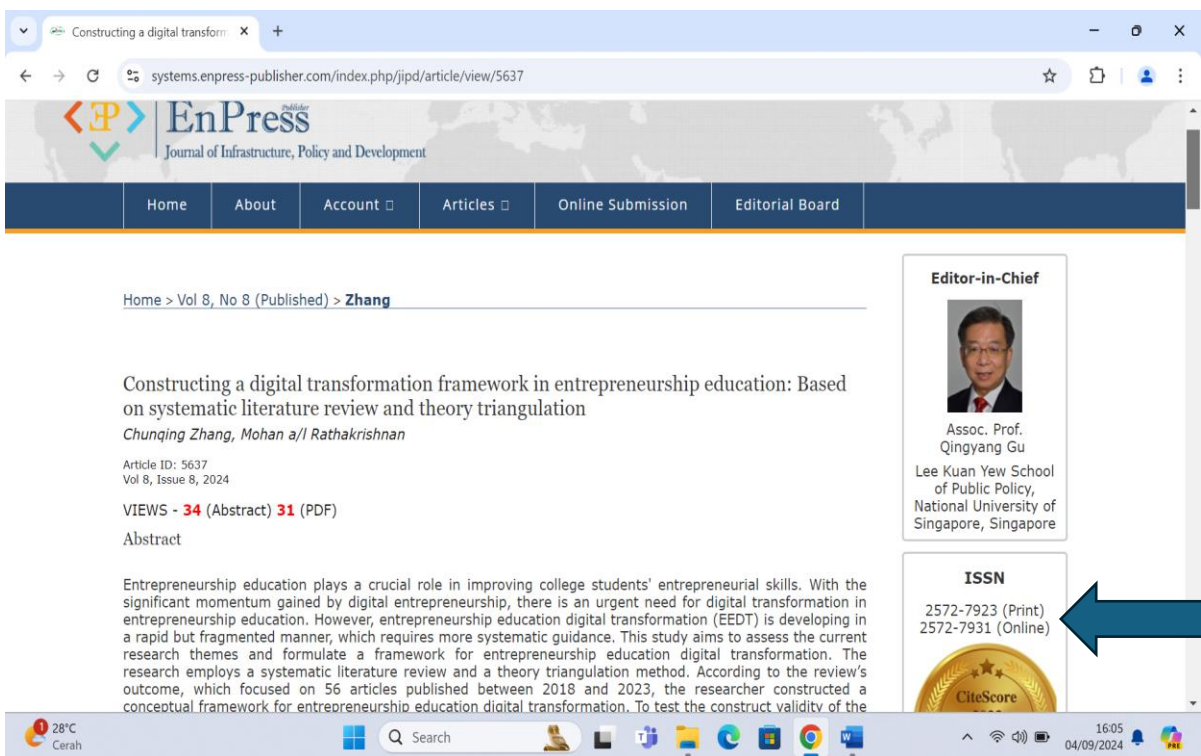 Constructing a digital transform
systems.enpress-publisher.com/index.php/jipd/article/view/5637
EnPress
Publisher
Journal of Infrastructure, Policy and Development
Home About Account Articles Online Submission Editorial Board
Home > Vol 8, No 8 (Published) > Zhang
Constructing a digital transformation framework in entrepreneurship education: Based
on systematic literature review and theory triangulation
Chunqing Zhang, Mohan a/l Rathakrishnan
Article ID: 5637
Vol 8, Issue 8, 2024
VIEWS - 34 (Abstract) 31 (PDF)
Abstract
Entrepreneurship education plays a crucial role in improving college students' entrepreneurial skills. With the
significant momentum gained by digital entrepreneurship, there is an urgent need for digital transformation in
entrepreneurship education. However, entrepreneurship education digital transformation (EEDT) is developing in
a rapid but fragmented manner, which requires more systematic guidance. This study aims to assess the current
research themes and formulate a framework for entrepreneurship education digital transformation. The
research employs a systematic literature review and a theory triangulation method. According to the review's
outcome, which focused on 56 articles published between 2018 and 2023, the researcher constructed a
conceptual framework for entrepreneurship education digital transformation. To test the construct validity of the
Editor-in-Chief
Assoc. Prof.
Qingyang Gu
Lee Kuan Yew School
of Public Policy,
National University of
Singapore, Singapore
ISSN
2572-7923 (Print)
2572-7931 (Online)
CiteScore
1
28°C
Cerah
Search
16:05
04/09/2024
PRE